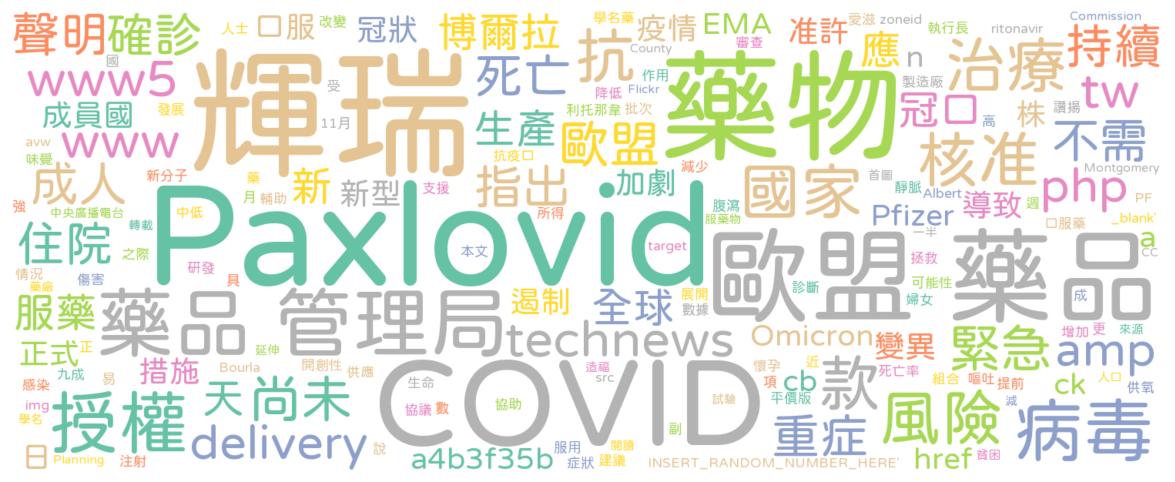 聲明 確診 人士 口服 改變 冠狀 博爾拉 學名藥 疫情 EMA 准許 愛滋 zoneid 執行長 ritonavir Commission
國 County 審查 應 n 持續
www5 輝瑞 受 死亡 抗 作用 降低 Flickr 藥物 製造廠 治療 tw
成員國 發展 11月 生產 利托那韋 批次 冠口 高 讚揚 株 不需
avw www 歐盟 核准
味覺 新分子 抗疫口 減少 首圖 靜脈 Montgomery
成人 強 藥 月 輔助 新 新型 支援 指出 加劇 國家 Albert 導致 週 php PF
中央廣播電台 轉載 中低 所得 腹瀉 服藥物 Pfizer 一半 口服藥 _blank'
住院 之際 Paxlovid 本文 target 歐盟 藥品 拯救 a CC
情況 藥廠 研發 傷害 具 診斷 可能性 成
服藥 藥品 管理局 遏制 全球 展開 數據 婦女 增加 更 來源
正式 正 延伸 technews Omicron 變異 緊急 amp
九成 措施 Bourla 開創性 供應 生命 造福 src 懷孕 近 死亡率
感染 易 COVID 款 項 cb 組合 嘔吐 提前 ck 人口 供氧
img 學名 授權 天 尚未 協議 數 協助 試驗 平價版 減
delivery 副 重症 風險 病毒
日 Planning 注射 說 a4b3f35b 服用 症狀 閱讀 建議 INSERT_RANDOM_NUMBER_HERE' href 貧困